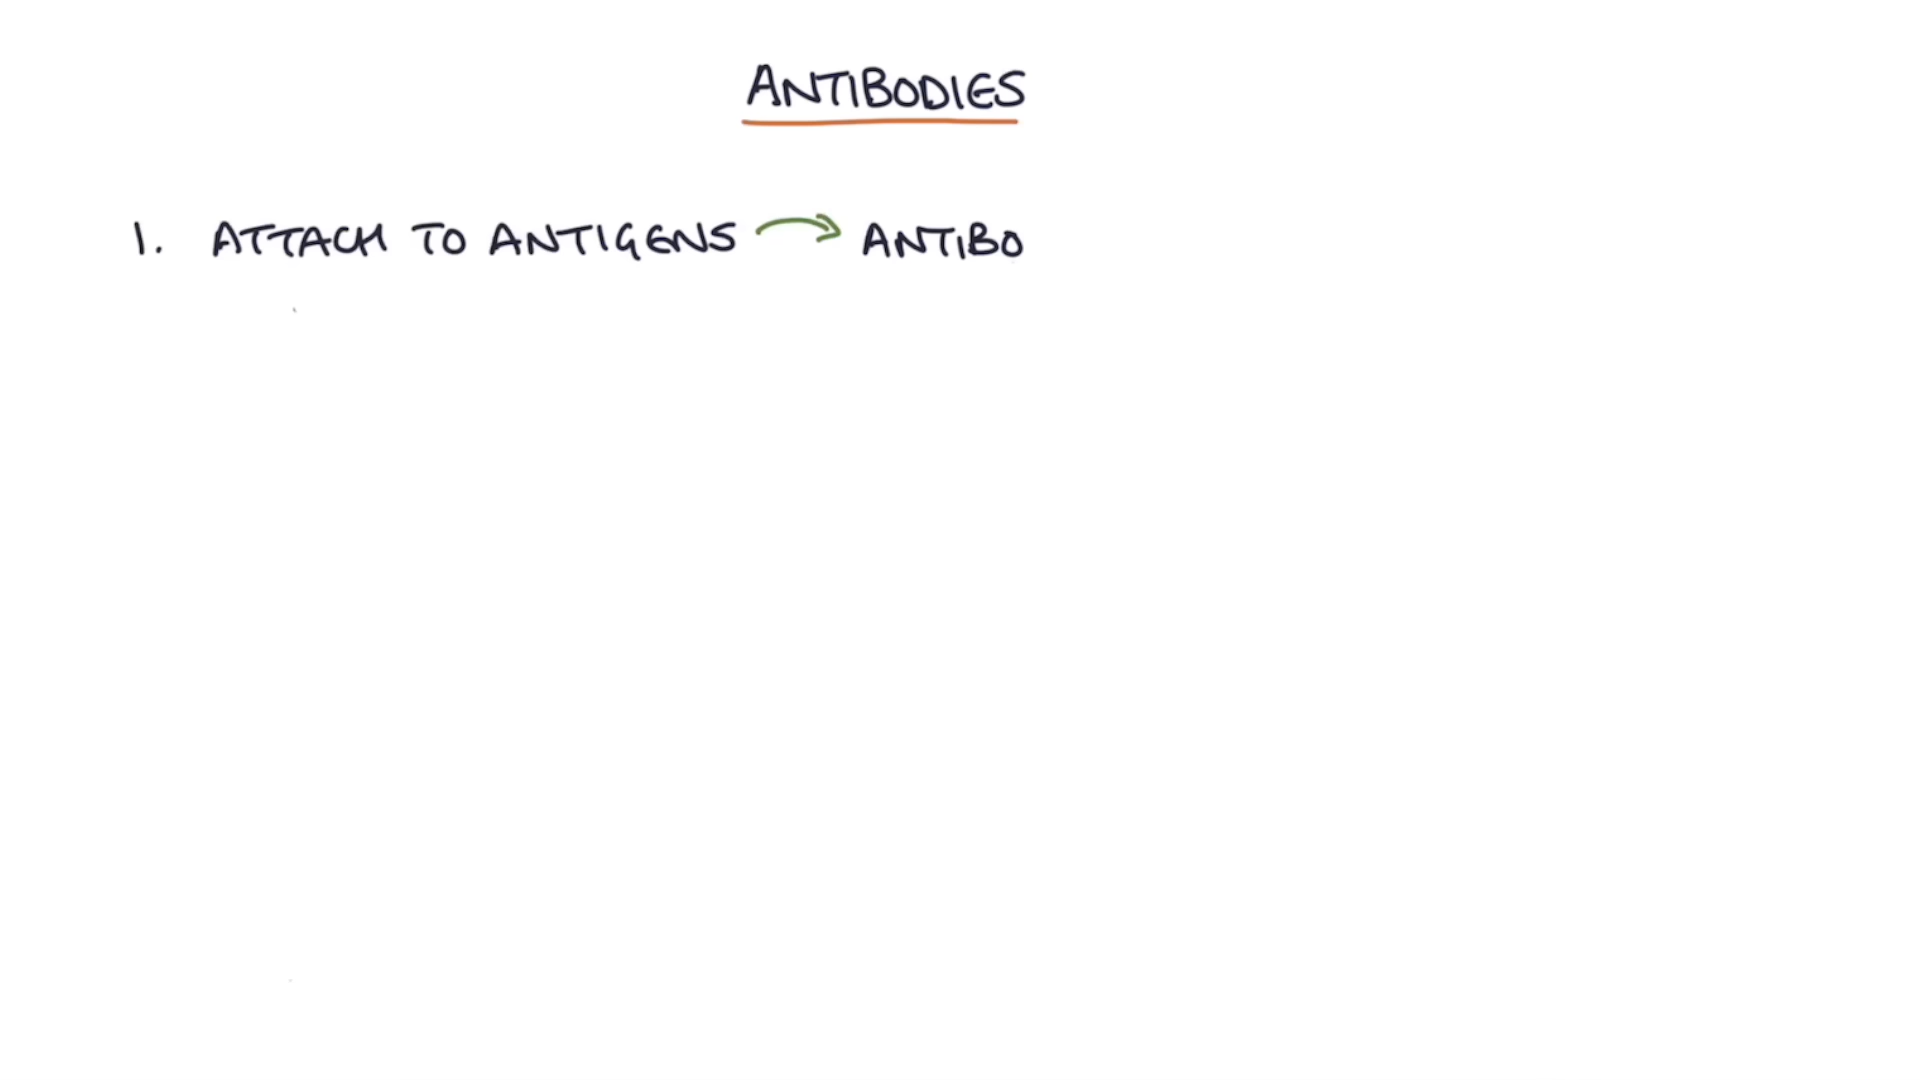 ANTIBODIES
1. ATTACH TO ANTIGENS → ANTIBO